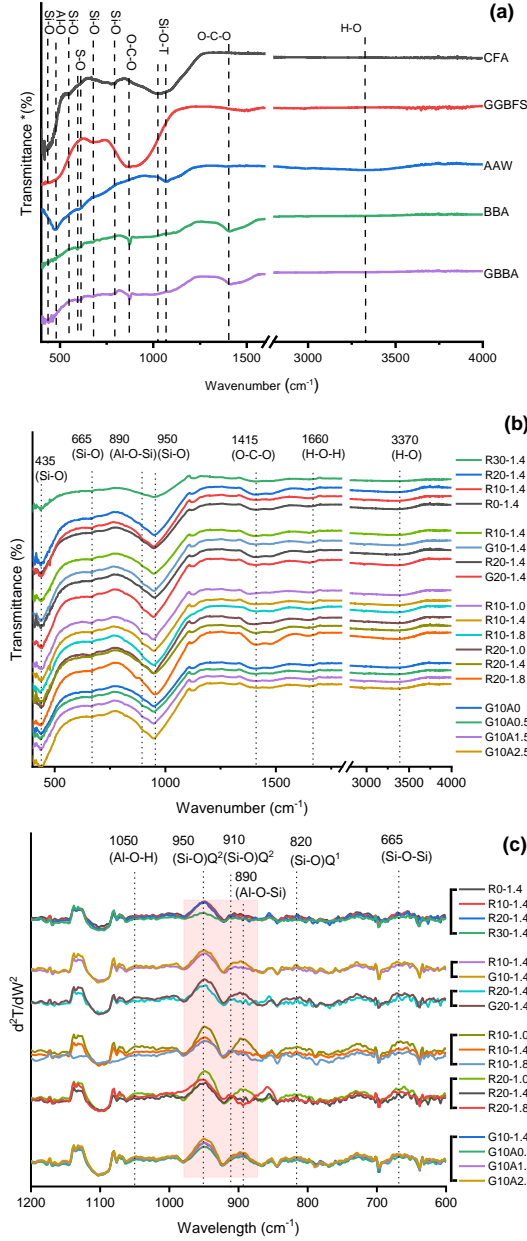 (a)
Si-O
Al-O
Si-O
S-O
Si-O
Si-O
O-C-O
Si-O-T
O-C-O
H-O
CFA
GGBFS
AAW
BBA
GBBA
Transmittance *(%)
500
1000
1500
3000
3500
4000
Wavenumber (cm-1)
(b)
435
(Si-O)
665
(Si-O)
890
(Al-O-Si)
950
(Si-O)
1415
(O-C-O)
1660
(H-O-H)
3370
(H-O)
R30-1.4
R20-1.4
R10-1.4
R0-1.4
R10-1.4
G10-1.4
R20-1.4
G20-1.4
R10-1.0
R10-1.4
R10-1.8
R20-1.0
R20-1.4
R20-1.8
G10A0
G10A0.5
G10A1.5
G10A2.5
Transmittance (%)
500
1000
1500
3000
3500
4000
Wavenumber (cm-1)
(c)
1050
(Al-O-H)
950
(Si-O)Q2
910
(Si-O)Q2
890
(Al-O-Si)
820
(Si-O)Q1
665
(Si-O-Si)
R0-1.4
R10-1.4
R20-1.4
R30-1.4
R10-1.4
G10-1.4
R20-1.4
G20-1.4
R10-1.0
R10-1.4
R10-1.8
R20-1.0
R20-1.4
R20-1.8
G10-1.4
G10A0.
G10A1.
G10A2.
d2T/dW2
1200
1100
1000
900
800
700
600
Wavelength (cm-1)